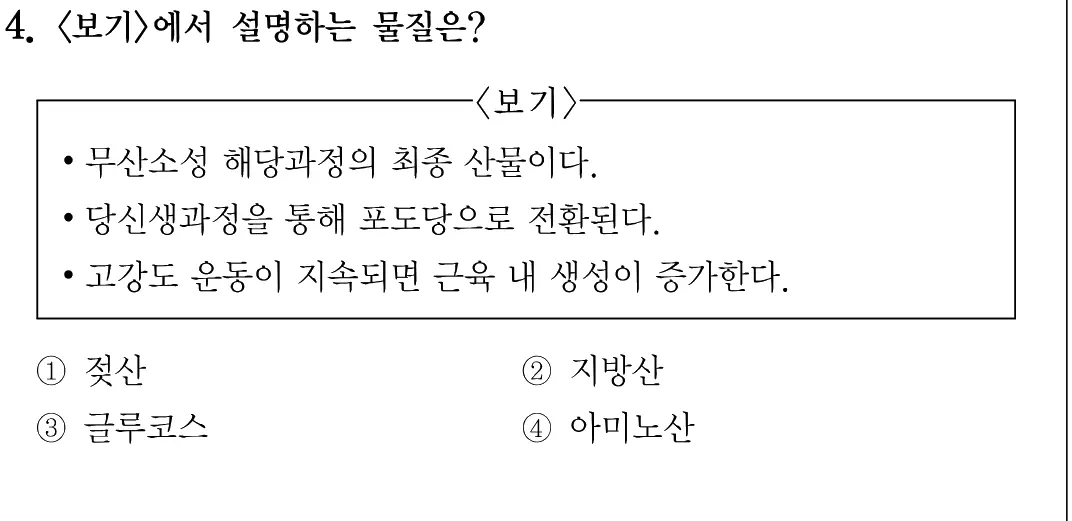 4. 〈보기〉에서 설명하는 물질은?
〈보기〉
• 무산소성 해당과정의 최종 산물이다.
• 당신생과정을 통해 포도당으로 전환된다.
• 고강도 운동이 지속되면 근육 내 생성이 증가한다.
① 젖산 ② 지방산
③ 글루코스 ④ 아미노산